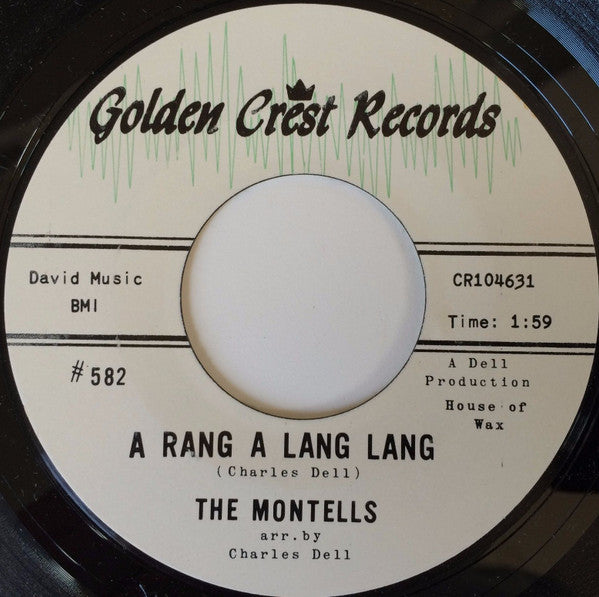 Golden Crest Records
David Music
BMI
CR104631
Time: 1:59
#582
A Dell
Production
House of
Wax
A RANG A LANG LANG
(Charles Dell)
THE MONTELLS
arr. by
Charles Dell